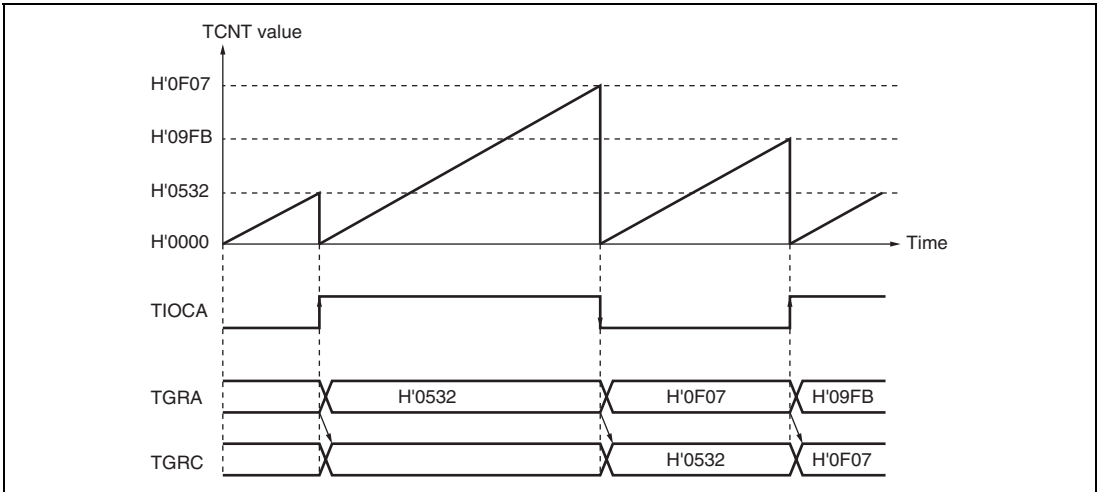 TCNT value
H'0F07
H'09FB
H'0532
H'0000
Time
TIOCA
TGRA
H'0532
H'0F07
H'09FB
TGRC
H'0532
H'0F07